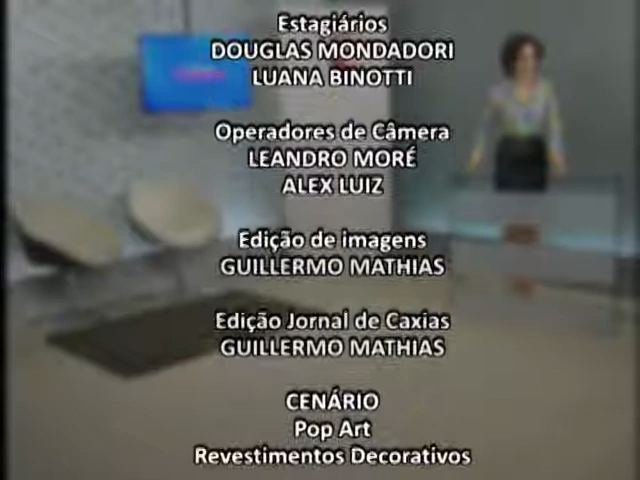 Estagiários
DOUGLAS MONDADORI
LUANA BINOTTI
Operadores de Câmera
LEANDRO MORÉ
ALEX LUIZ
Edição de imagens
GUILLERMO MATHIAS
Edição Jornal de Caxias
GUILLERMO MATHIAS
CENÁRIO
Pop Art
Revestimentos Decorativos